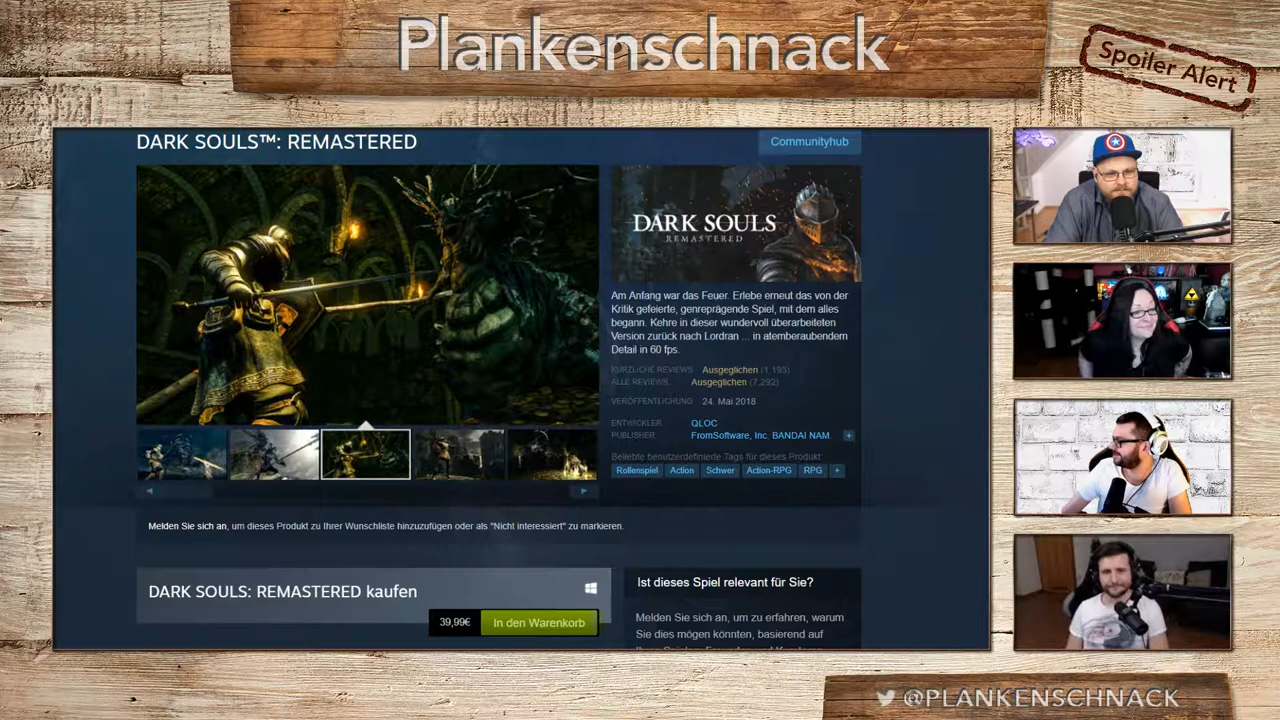 Plankenschnack
Spoiler Alert
DARK SOULS™: REMASTERED
Communityhub
DARK SOULS
REMASTERED
Am Anfang war das Feuer. Erlebe erneut das von der
Kritik gefeierte, genreprägende Spiel, mit dem alles
begann. Kehre in dieser wundervoll überarbeiteten
Version zurück nach Lordran ... in atemberaubendem
Detail in 60 fps.
KÜRZLICHE REVIEWS: Ausgeglichen (1,193)
ALLE REVIEWS: Ausgeglichen (7,292)
VERÖFFENTLICHUNG: 24. Mai 2018
ENTWICKLER: QLOC
PUBLISHER: FromSoftware, Inc. BANDAI NAM +
Beliebte benutzerdefinierte Tags für dieses Produkt:
Rollenspiel Action Schwer Action-RPG RPG +
Melden Sie sich an, um dieses Produkt zu Ihrer Wunschliste hinzuzufügen oder als "Nicht interessiert" zu markieren.
DARK SOULS: REMASTERED kaufen
39,99€ In den Warenkorb
Ist dieses Spiel relevant für Sie?
Melden Sie sich an, um zu erfahren, warum
Sie dies mögen könnten, basierend auf
@PLANKENSCHNACK